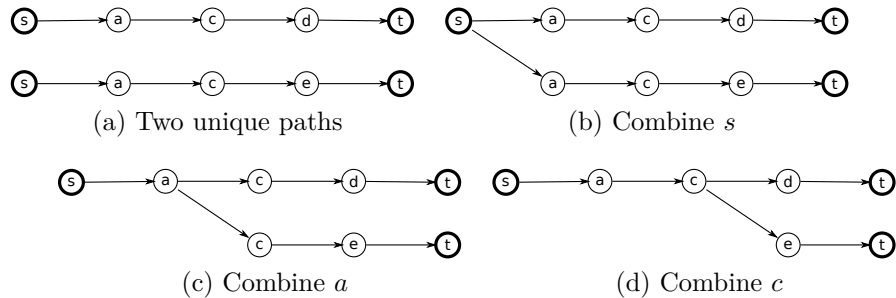 s a c d t s a c d t
s a c e t a c e t
(a) Two unique paths (b) Combine s
s a c d t s a c d t
c e t e t
(c) Combine a (d) Combine c